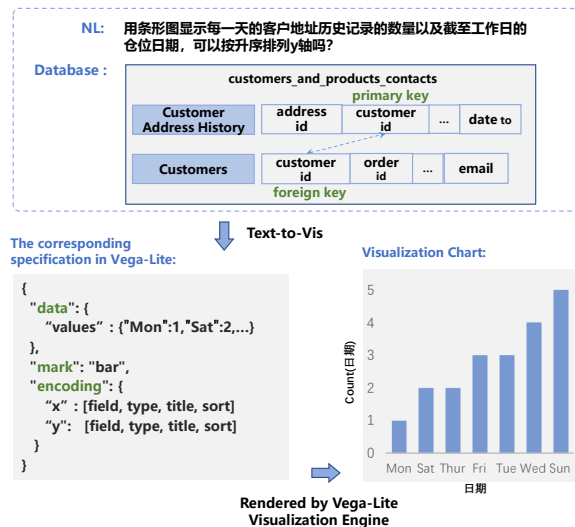 NL: 用条形图显示每一天的客户地址历史记录的数量以及截至工作日的
仓位日期，可以按升序排列y轴吗？
Database :
customers_and_products_contacts
primary key
Customer Address History
address id
customer id
...
date to
Customers
customer id
order id
...
email
foreign key
Text-to-Vis
The corresponding
specification in Vega-Lite:
{
"data": {
“values” : {"Mon":1,"Sat":2,...}
},
"mark": "bar",
"encoding": {
“x” : [field, type, title, sort]
“y": [field, type, title, sort]
}
}
Visualization Chart:
Count(日期)
5
4
3
2
1
0
Mon Sat Thur Fri Tue Wed Sun
日期
Rendered by Vega-Lite
Visualization Engine